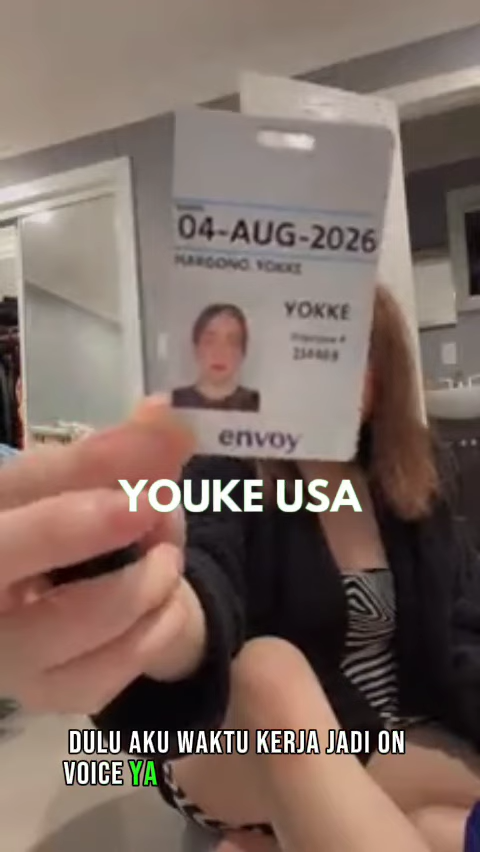 04-AUG-2026
MARGONO, YOKKE
YOKKE
envoy
YOUKE USA
DULU AKU WAKTU KERJA JADI ON
VOICE YA